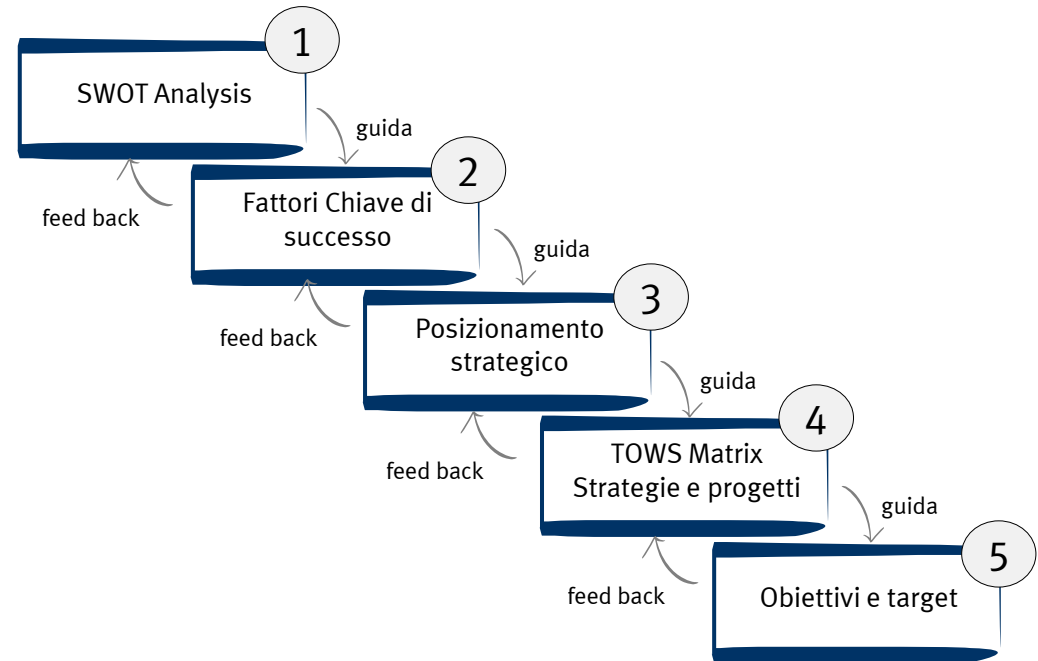 1
SWOT Analysis
guida
2
feed back
Fattori Chiave di
successo
guida
3
feed back
Posizionamento
strategico
guida
4
feed back
TOWS Matrix
Strategie e progetti
guida
5
feed back
Obiettivi e target